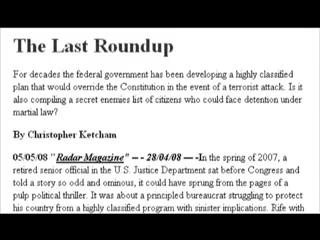 The Last Roundup
For decades the federal government has been developing a highly classified
plan that would override the Constitution in the event of a terrorist attack. Is it
also compiling a secret enemies list of citizens who could face detention under
martial law?
By Christopher Ketcham
05/05/08 "Radar Magazine" -- - 28/04/08 — -In the spring of 2007, a
retired senior official in the U.S. Justice Department sat before Congress and
told a story so odd and ominous, it could have sprung from the pages of a
pulp political thriller. It was about a principled bureaucrat struggling to protect
his country from a highly classified program with sinister implications. Rife with